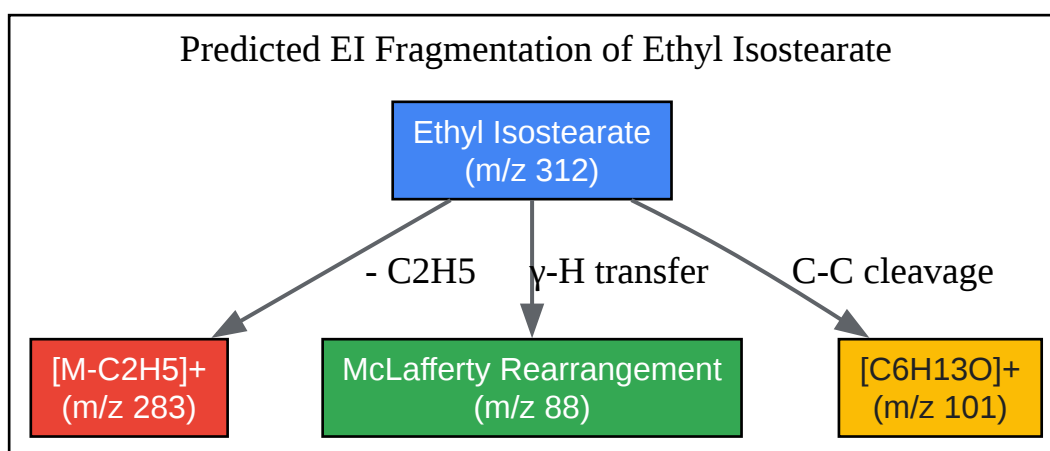 Predicted EI Fragmentation of Ethyl Isostearate
Ethyl Isostearate
(m/z 312)
- C2H5
γ-H transfer
C-C cleavage
[M-C2H5]+
(m/z 283)
McLafferty Rearrangement
(m/z 88)
[C6H13O]+
(m/z 101)